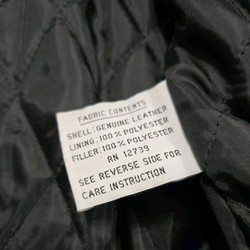 FABRIC CONTENTS
SHELL: GENUINE LEATHER
LINING: 100% POLYESTER
FILLER: 100% POLYESTER
RN 12739
SEE REVERSE SIDE FOR
CARE INSTRUCTION